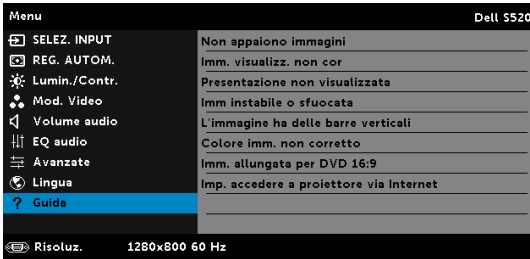 Menu
Dell S520
SELEZ. INPUT
REG. AUTOM.
Lumin./Contr.
Mod. Video
Volume audio
EQ audio
Avanzate
Lingua
? Guida
Non appaiono immagini
Imm. visualizz. non cor
Presentazione non visualizzata
Imm instabile o sfuocata
L'immagine ha delle barre verticali
Colore imm. non corretto
Imm. allungata per DVD 16:9
Imp. accedere a proiettore via Internet
Risoluz. 1280x800 60 Hz